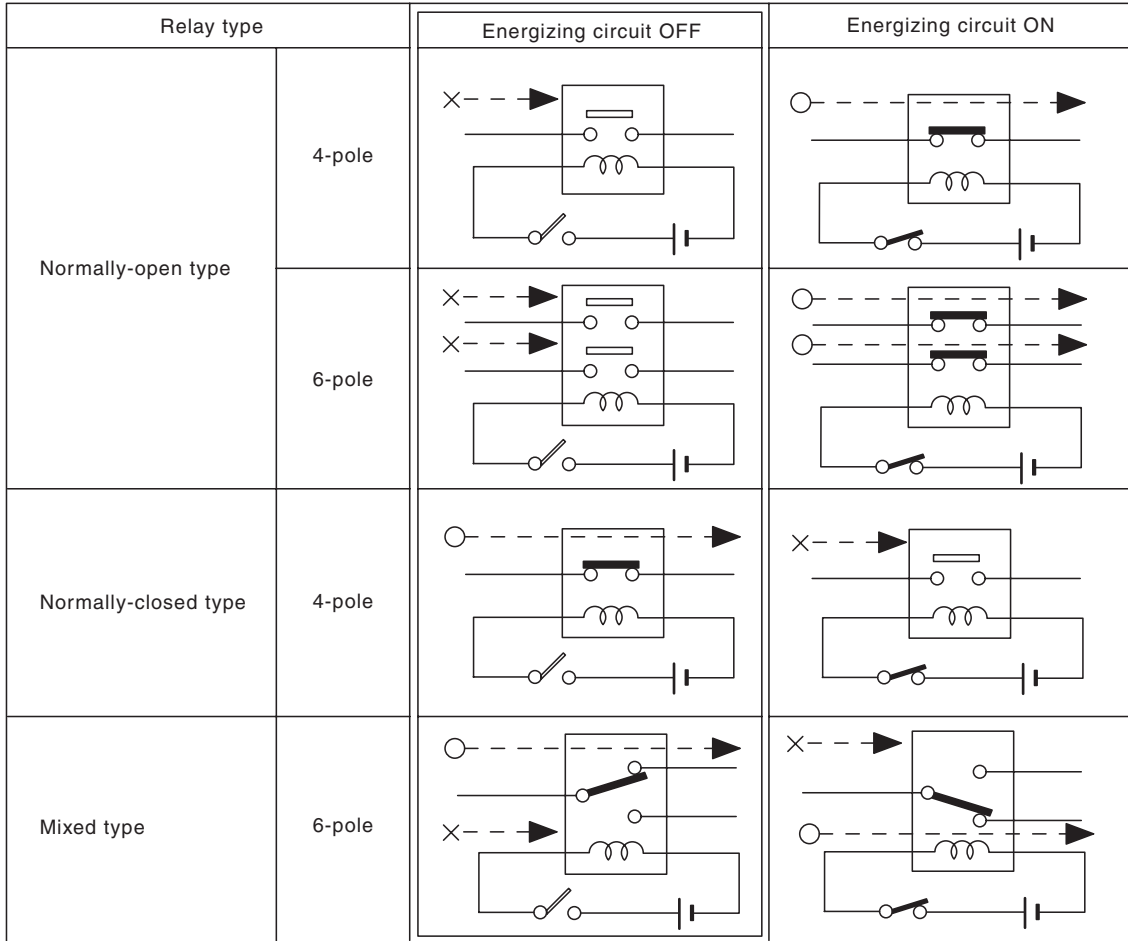 Relay type
Energizing circuit OFF
Energizing circuit ON
Normally-open type
4-pole
6-pole
Normally-closed type
4-pole
Mixed type
6-pole